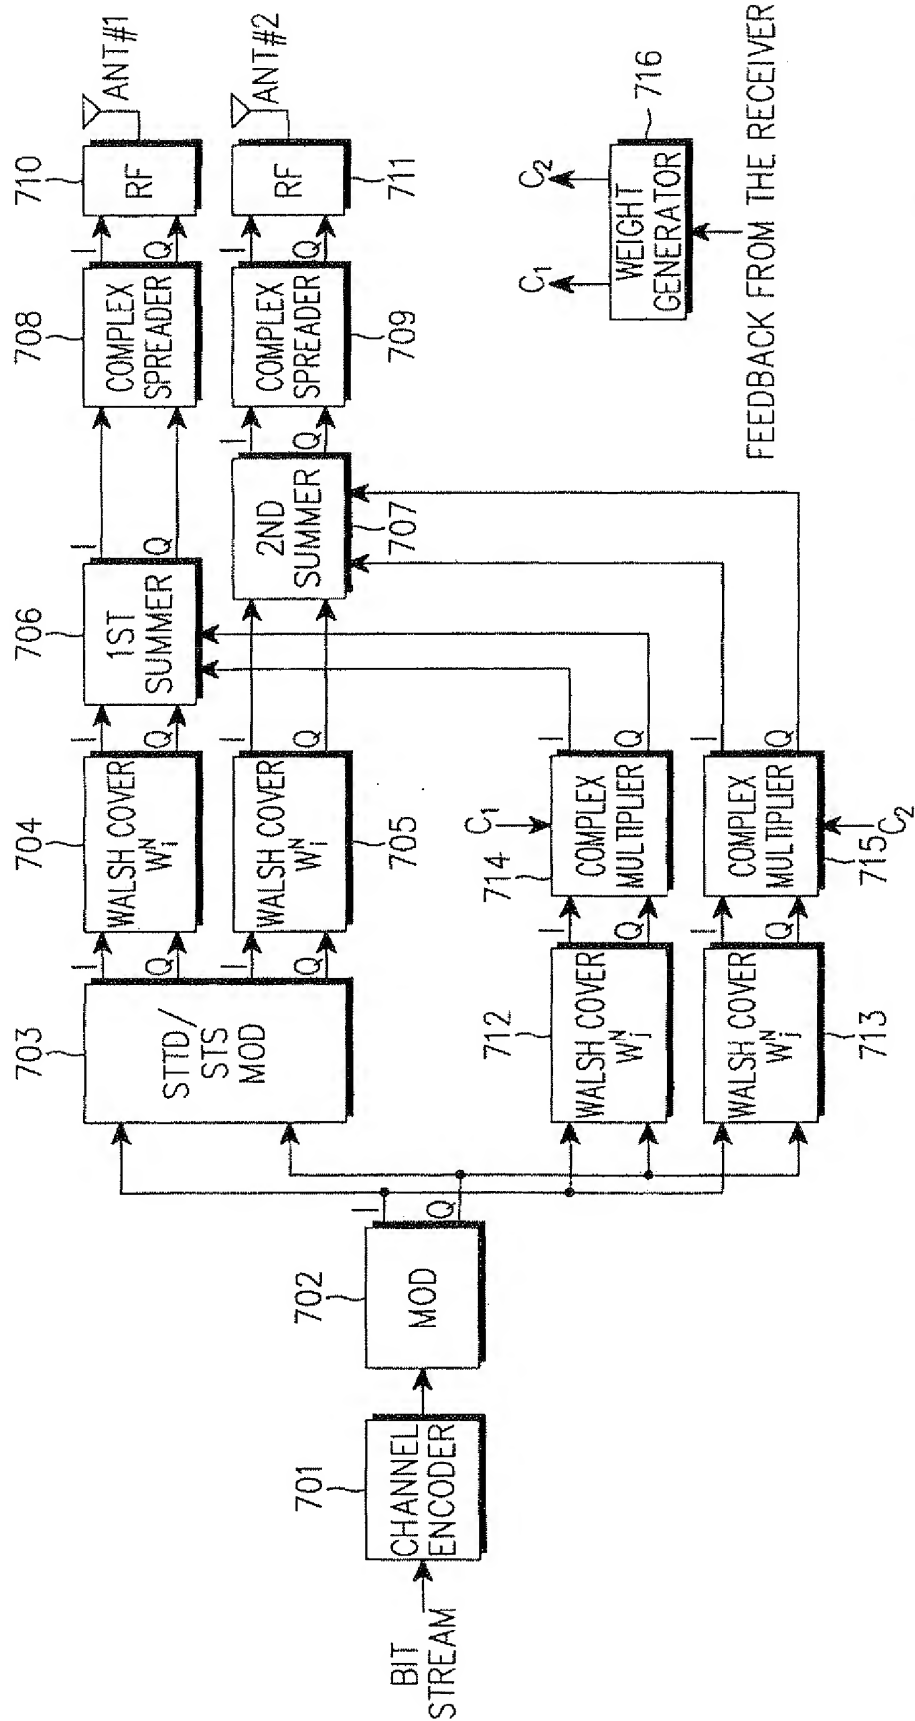 BIT
STREAM
701
CHANNEL
ENCODER
702
MOD
I
Q
703
STTD/
STS
MOD
I
Q
I
Q
704
WALSH COVER
W_i^N
I
Q
705
WALSH COVER
W_i^N
I
Q
706
1ST
SUMMER
I
Q
707
2ND
SUMMER
I
Q
708
COMPLEX
SPREADER
I
Q
709
COMPLEX
SPREADER
I
Q
710
RF
ANT#1
711
RF
ANT#2
712
WALSH COVER
W_j^N
I
Q
713
WALSH COVER
W_j^N
I
Q
714
C₁
COMPLEX
MULTIPLIER
I
Q
715
C₂
COMPLEX
MULTIPLIER
I
Q
716
C₁
C₂
WEIGHT
GENERATOR
FEEDBACK FROM THE RECEIVER